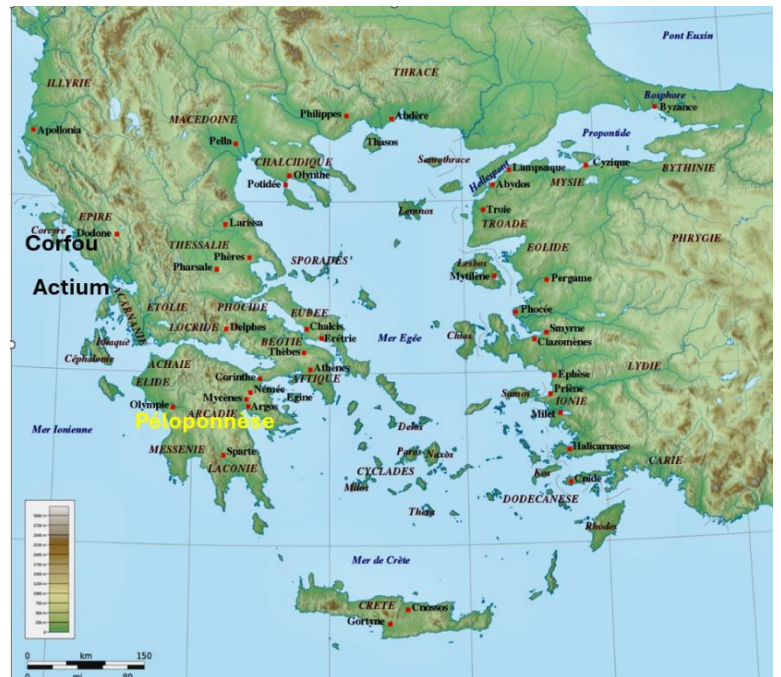 Pont Euxin
THRACE
ILLYRIE
Bosphore
Byzance
MACEDOINE
Philippes
Abdère
Apollonia
Propontide
Pella
Thasos
CHALCIDIQUE
Samothrace
Hellespont
Lampsaque
Cyzique
BYTHINIE
Olynthe
Potidée
Abydos
MYSIE
Lemnos
Troie
EPIRE
Corcyre
Dodone
Larissa
TROADE
PHRYGIE
Corfou
THESSALIE
EOLIDE
Phères
SPORADES
Lesbos
Pharsale
Mytilène
Pergame
Actium
ACARNANIE
ETOLIE
PHOCIDE
EUBEE
Phocée
LOCRIDE
Delphes
Chalcis
Erétrie
Mer Egée
Chios
Smyrne
Clazomènes
Ithaque
BEOTIE
Thèbes
Céphalonie
ACHAIE
Athènes
LYDIE
ELIDE
Corinthe
ATTIQUE
Ephèse
Némée
Mycènes
Egine
Samos
Priène
IONIE
Olympie
ARCADIE
Argos
Milet
Péloponnèse
Delos
Mer Ionienne
MESSENIE
Sparte
Paros
Naxos
Halicarnasse
LACONIE
CYCLADES
Kos
CARIE
Milos
Cnide
DODECANESE
Thera
Rhodes
Mer de Crète
CRETE
Cnossos
Gortyne
km
0 150
mi
0 90